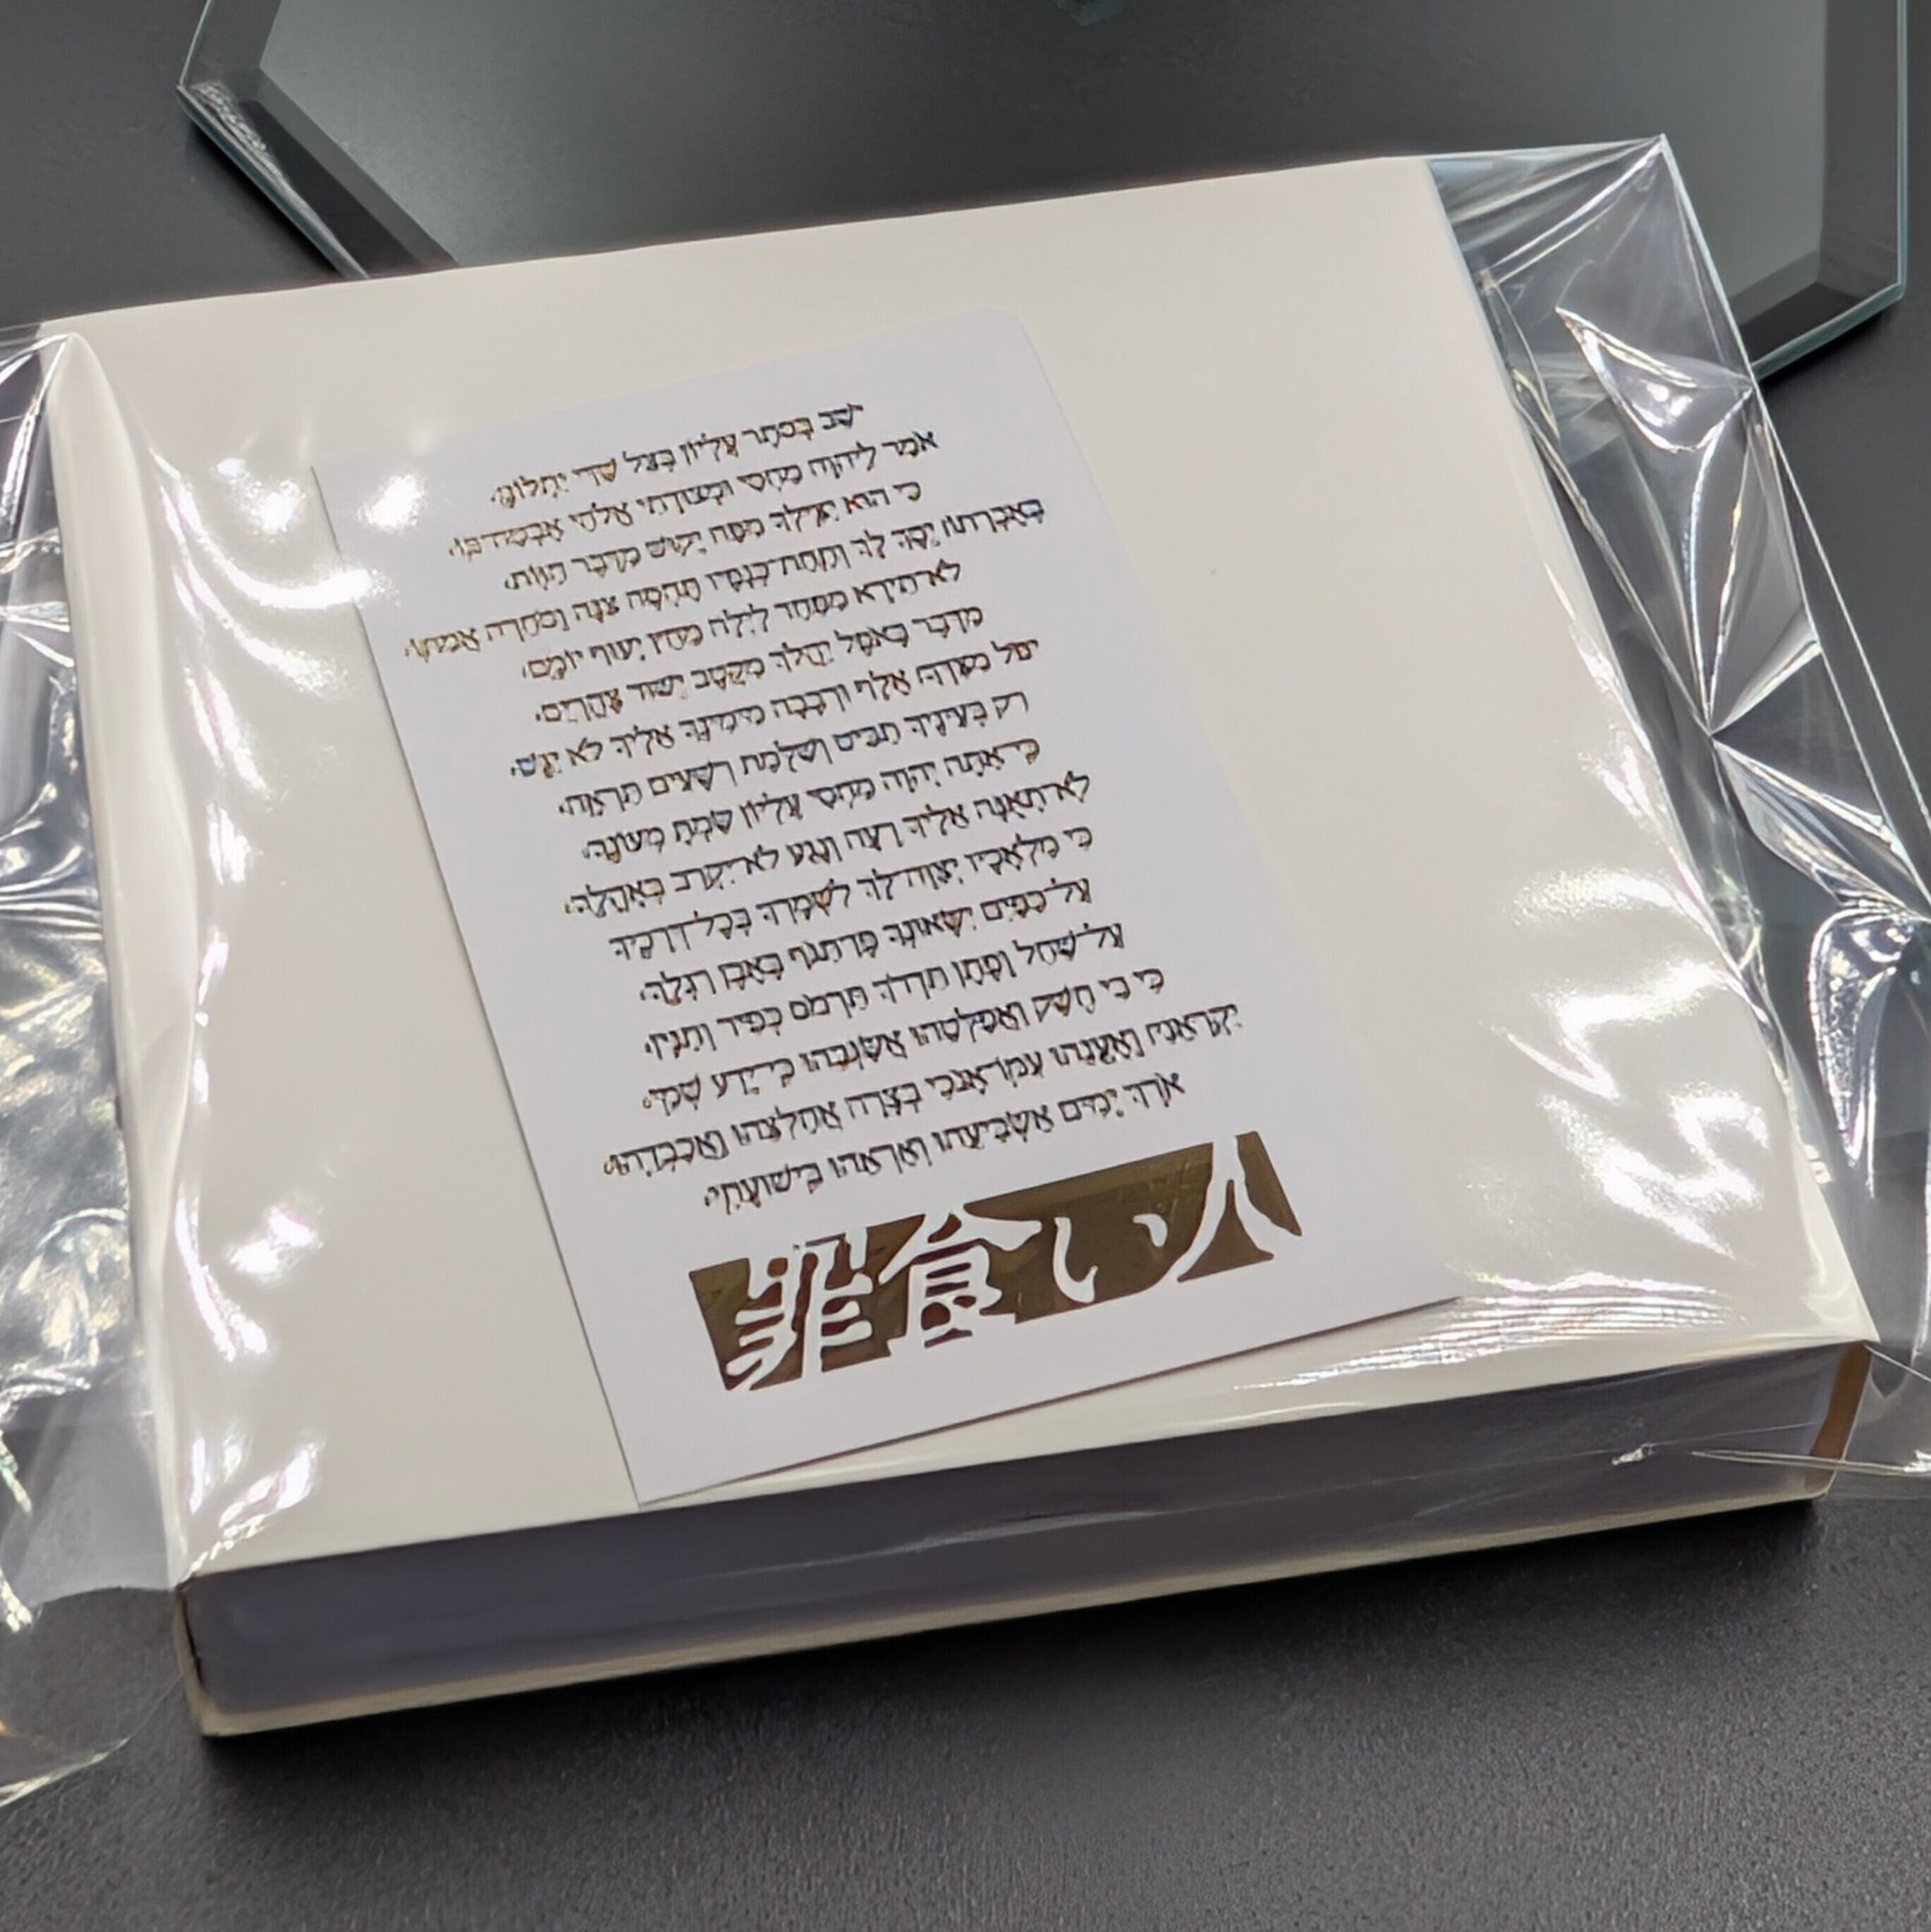 שב בסתר עליון בצל שדי יתלונן׃
אמר ליהוה מחסי ומצודתי אלהי
כי הוא יצילך מפח יקוש מדבר הוות׃
באברתו יסך לך ותחת כנפיו תחסה צנה וסחרה אמתו׃
לא תירא מפחד לילה מחץ יעוף יומם׃
מדבר באפל יהלך מקטב ישוד צהרים׃
יפל מצדך אלף ורבבה מימינך אליך לא יגש׃
רק בעיניך תביט ושלמת רשעים תראה׃
כי אתה יהוה מחסי עליון שמת מעונך׃
לא תאנה אליך רעה ונגע לא יקרב באהלך׃
כי מלאכיו יצוה לך לשמרך בכל דרכיך
על כפים ישאונך פן תגף באבן רגלך׃
על שחל ופתן תדרך תרמס כפיר ותנין׃
כי בי חשק ואפלטהו אשגבהו כי ידע שמי׃
יקראני ואענהו עמו אנכי בצרה אחלצהו ואכבדהו׃
ארך ימים אשביעהו ואראהו בישועתי׃
罪食い人